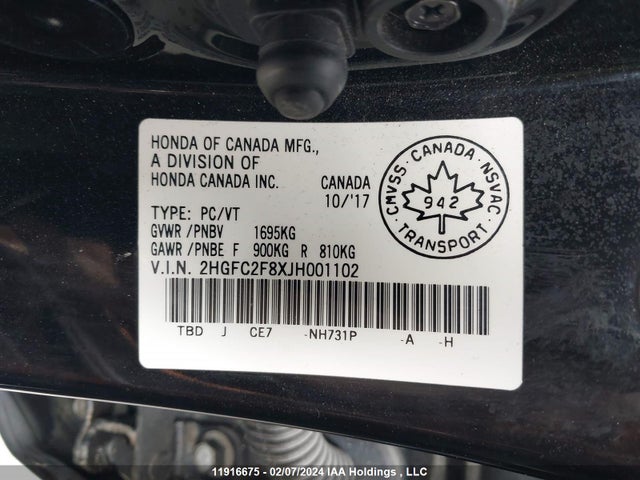 HONDA OF CANADA MFG.,
A DIVISION OF
HONDA CANADA INC. CANADA
10/'17
TYPE: PC/VT
GVWR /PNBV 1695KG
GAWR /PNBE F 900KG R 810KG
V.I.N. 2HGFC2F8XJH001102
TBD J CE7 -NH731P -A -H
CMVSS · CANADA · NSVAC
942
TRANSPORT
11916675 - 02/07/2024 IAA Holdings , LLC